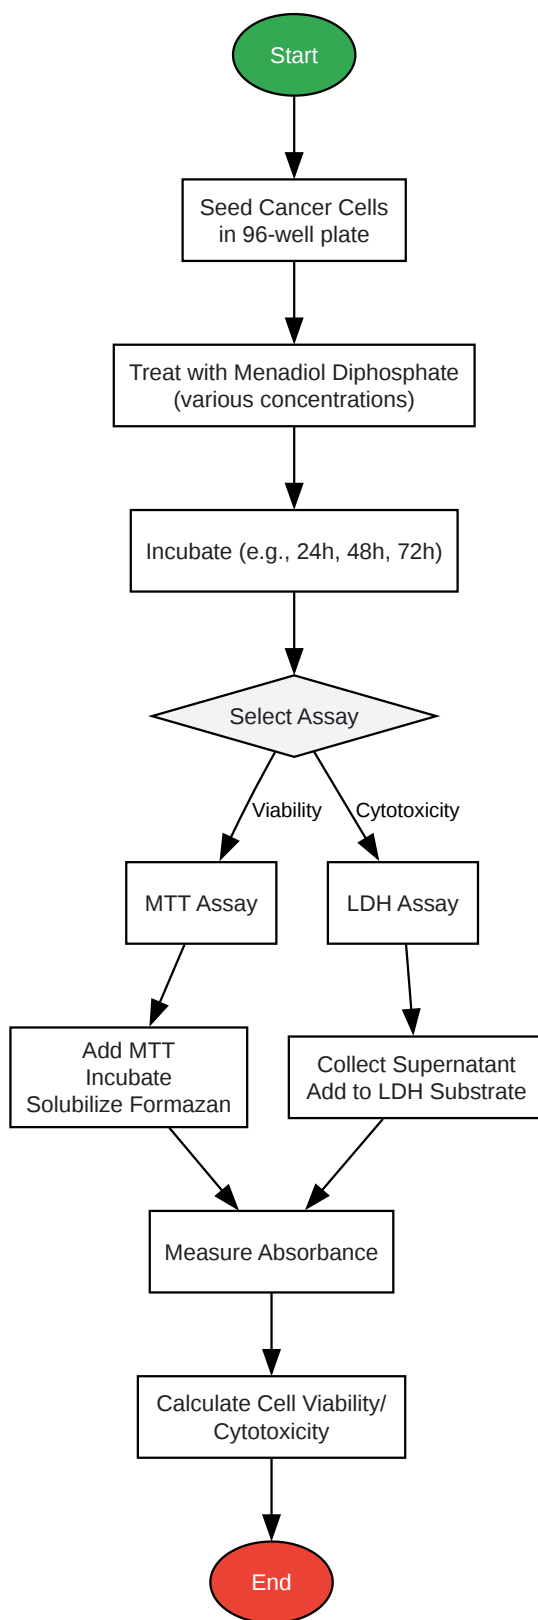 Start
Seed Cancer Cells
in 96-well plate
Treat with Menadiol Diphosphate
(various concentrations)
Incubate (e.g., 24h, 48h, 72h)
Select Assay
Viability
Cytotoxicity
MTT Assay
LDH Assay
Add MTT
Incubate
Solubilize Formazan
Collect Supernatant
Add to LDH Substrate
Measure Absorbance
Calculate Cell Viability/
Cytotoxicity
End